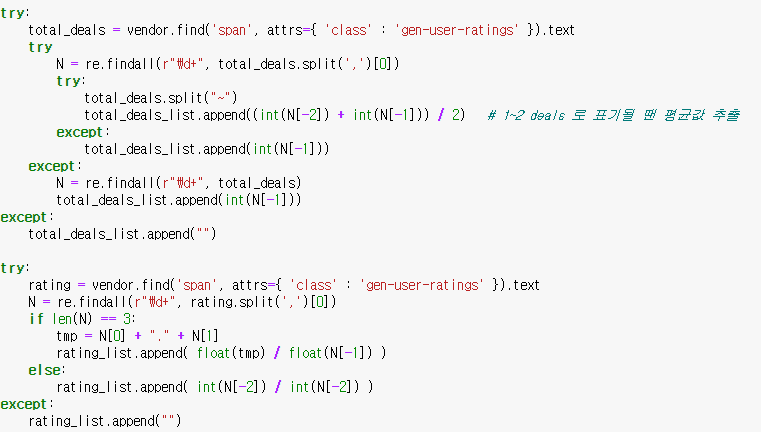 try:
    total_deals = vendor.find('span', attrs={ 'class' : 'gen-user-ratings' }).text
    try
        N = re.findall(r"₩d+", total_deals.split(',')[0])
        try:
            total_deals.split("~")
            total_deals_list.append((int(N[-2]) + int(N[-1])) / 2)   # 1~2 deals 로 표기될 땐 평균값 추출
        except:
            total_deals_list.append(int(N[-1]))
    except:
        N = re.findall(r"₩d+", total_deals)
        total_deals_list.append(int(N[-1]))
except:
    total_deals_list.append("")

try:
    rating = vendor.find('span', attrs={ 'class' : 'gen-user-ratings' }).text
    N = re.findall(r"₩d+", rating.split(',')[0])
    if len(N) == 3:
        tmp = N[0] + "." + N[1]
        rating_list.append( float(tmp) / float(N[-1]) )
    else:
        rating_list.append( int(N[-2]) / int(N[-2]) )
except:
    rating_list.append("")